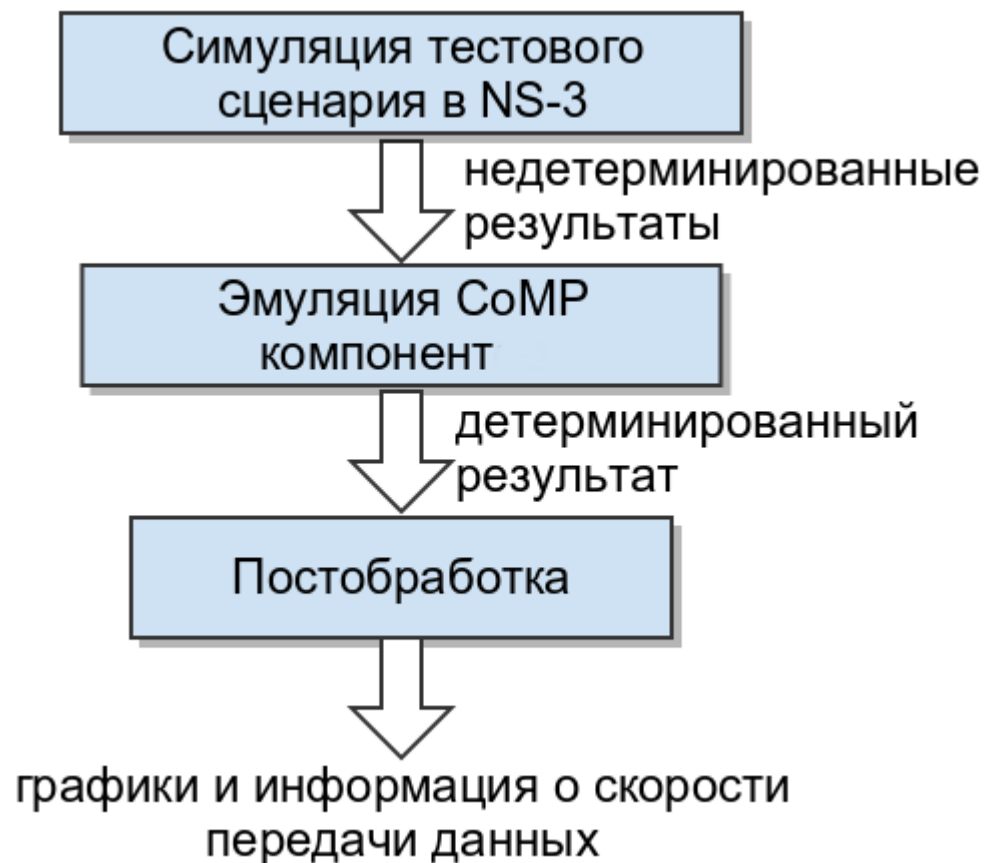 Симуляция тестового
сценария в NS-3
недетерминированные
результаты
Эмуляция CoMP
компонент
детерминированный
результат
Постобработка
графики и информация о скорости
передачи данных